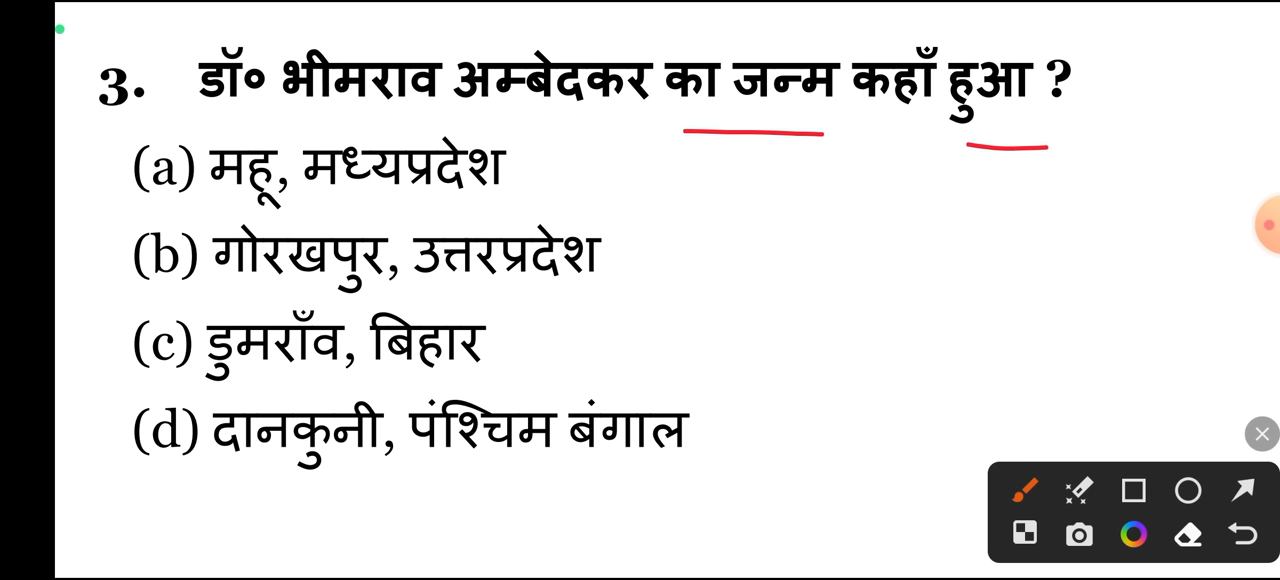 3. डॉ० भीमराव अम्बेदकर का जन्म कहाँ हुआ ?
(a) महू, मध्यप्रदेश
(b) गोरखपुर, उत्तरप्रदेश
(c) डुमराँव, बिहार
(d) दानकुनी, पंश्चिम बंगाल